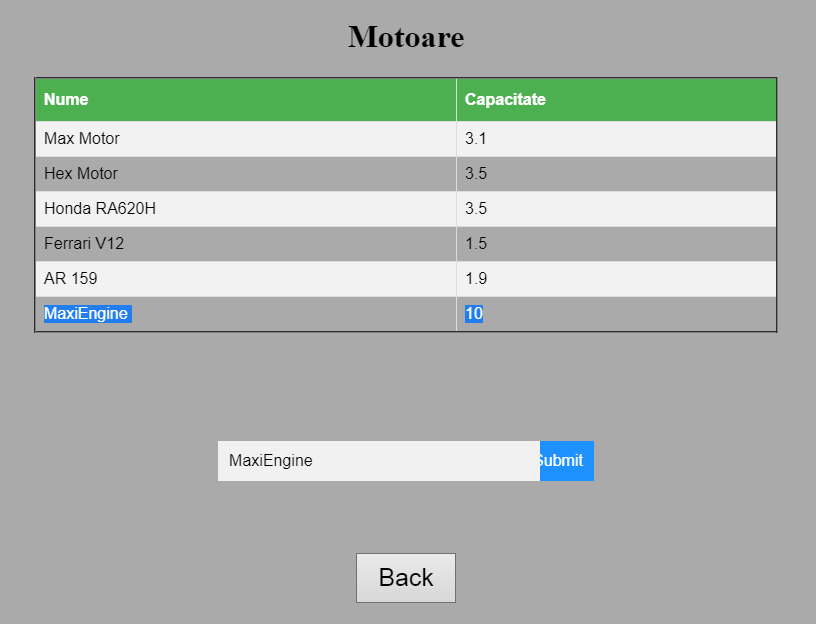 Motoare
Nume Capacitate
Max Motor 3.1
Hex Motor 3.5
Honda RA620H 3.5
Ferrari V12 1.5
AR 159 1.9
MaxiEngine 10
MaxiEngine Submit
Back